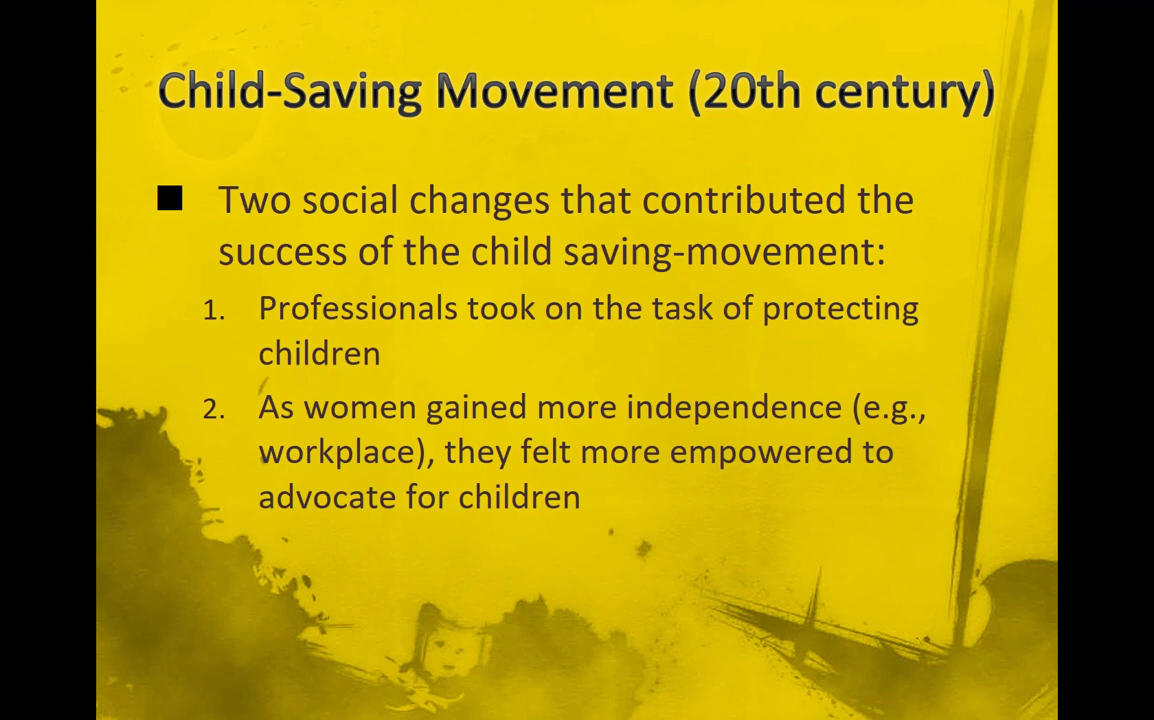 Child-Saving Movement (20th century)
■ Two social changes that contributed the
success of the child saving-movement:
1. Professionals took on the task of protecting
children
2. As women gained more independence (e.g.,
workplace), they felt more empowered to
advocate for children